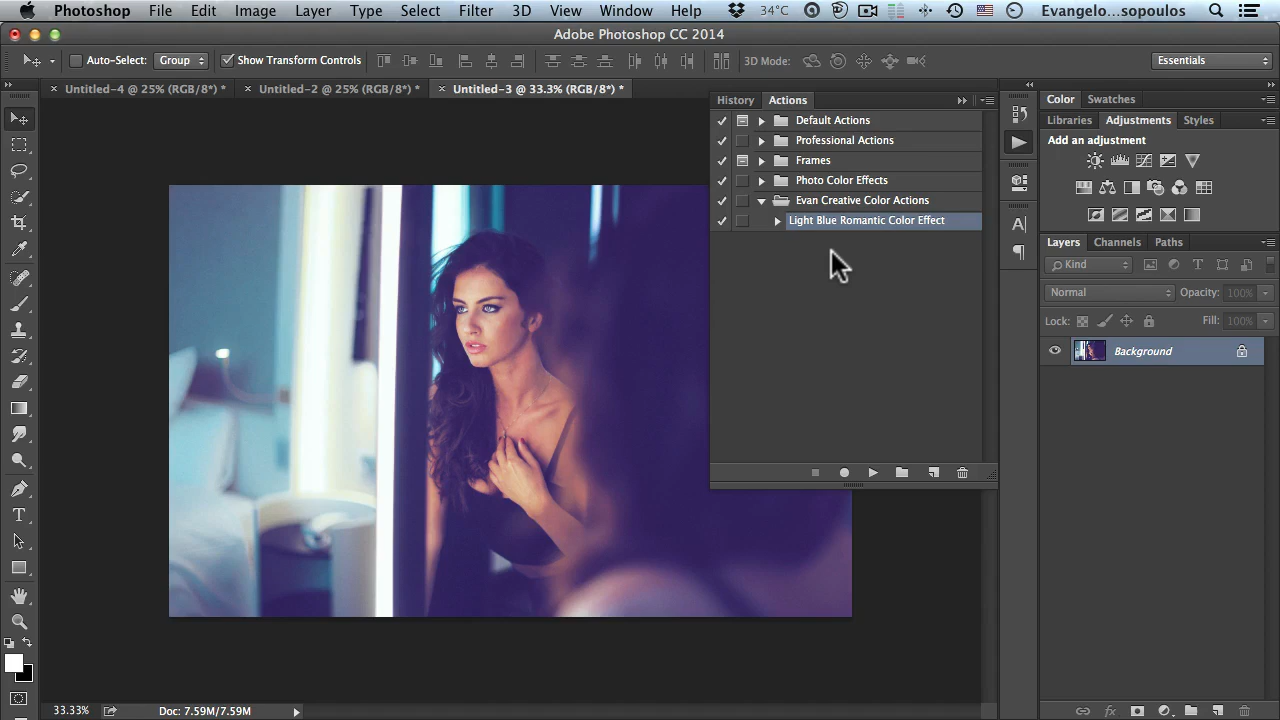 Photoshop File Edit Image Layer Type Select Filter 3D View Window Help 34°C Evangelo...sopoulos
Adobe Photoshop CC 2014
Auto-Select: Group Show Transform Controls 3D Mode: Essentials
Untitled-4 @ 25% (RGB/8*) * Untitled-2 @ 25% (RGB/8*) * Untitled-3 @ 33.3% (RGB/8*) *
History Actions
Default Actions
Professional Actions
Frames
Photo Color Effects
Evan Creative Color Actions
Light Blue Romantic Color Effect
Color Swatches
Libraries Adjustments Styles
Add an adjustment
Layers Channels Paths
Kind
Normal Opacity: 100%
Lock: Fill: 100%
Background
33.33% Doc: 7.59M/7.59M